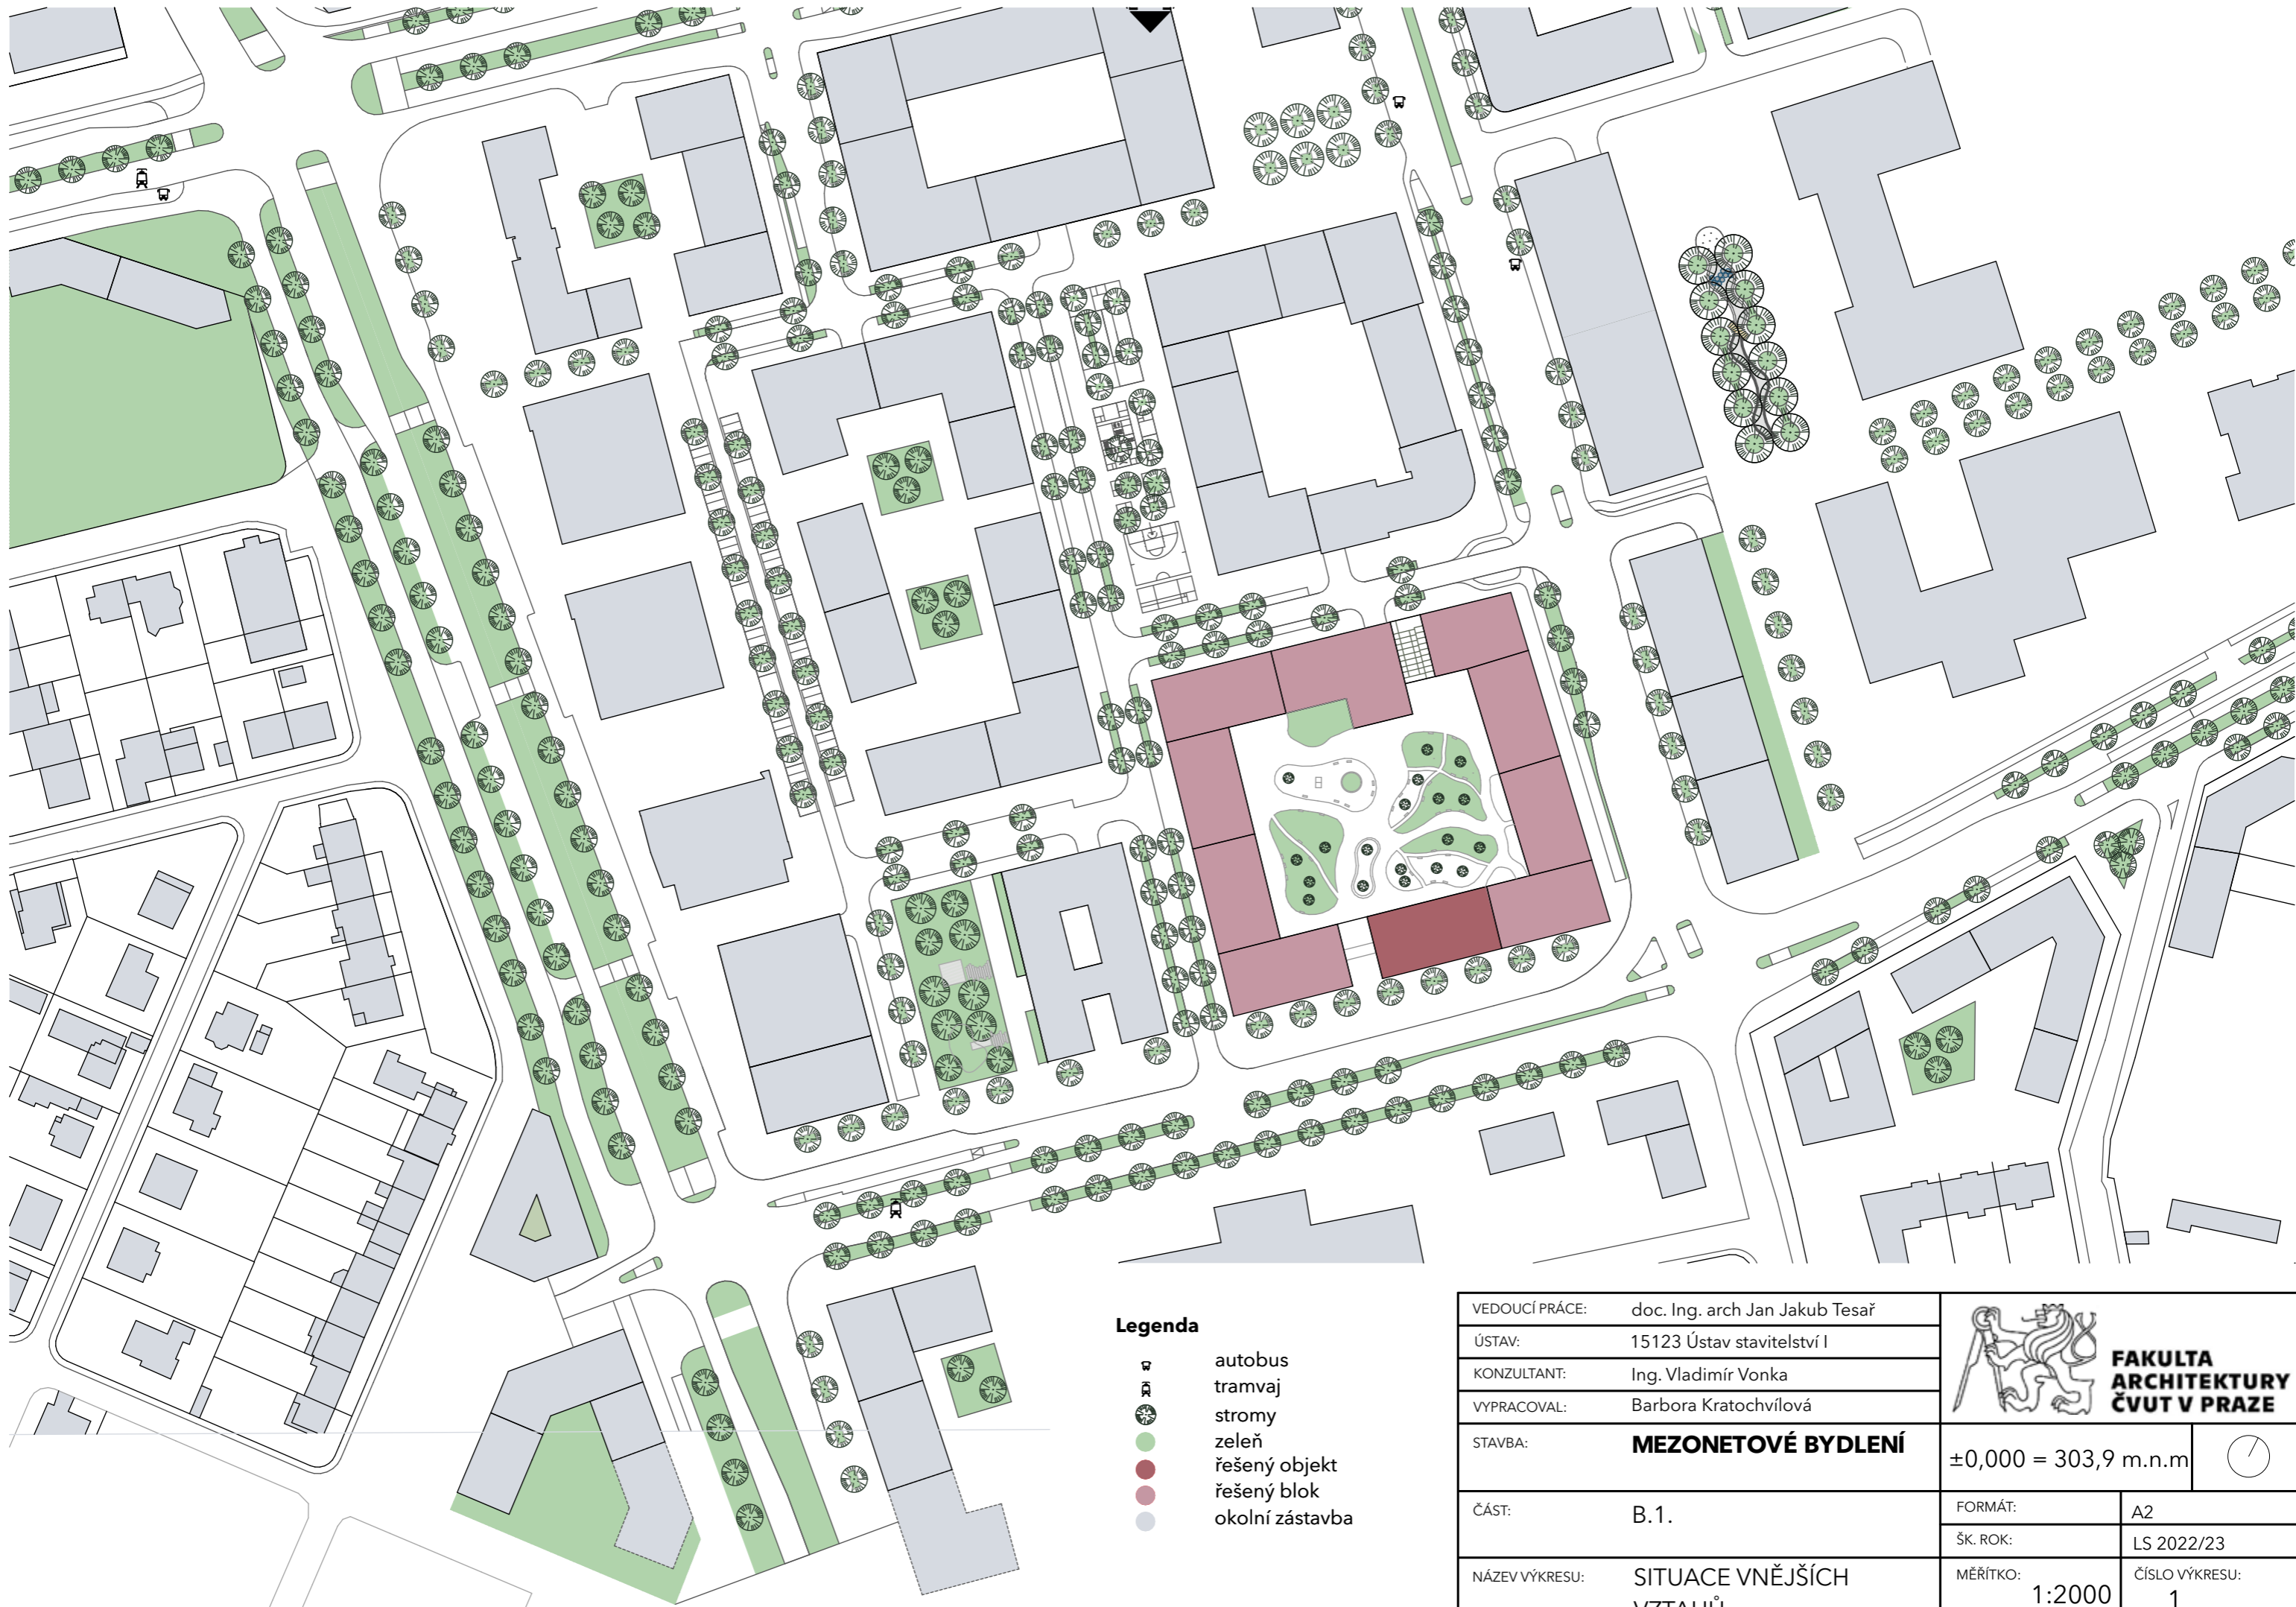 Legenda
autobus
tramvaj
stromy
zeleň
řešený objekt
řešený blok
okolní zástavba
VEDOUCÍ PRÁCE: doc. Ing. arch Jan Jakub Tesař
ÚSTAV: 15123 Ústav stavitelství I
KONZULTANT: Ing. Vladimír Vonka
VYPRACOVAL: Barbora Kratochvílová
FAKULTA
ARCHITEKTURY
ČVUT V PRAZE
STAVBA: MEZONETOVÉ BYDLENÍ
±0,000 = 303,9 m.n.m
ČÁST: B.1.
FORMÁT: A2
ŠK. ROK: LS 2022/23
NÁZEV VÝKRESU: SITUACE VNĚJŠÍCH
VZTAHŮ
MĚŘÍTKO: 1:2000
ČÍSLO VÝKRESU: 1